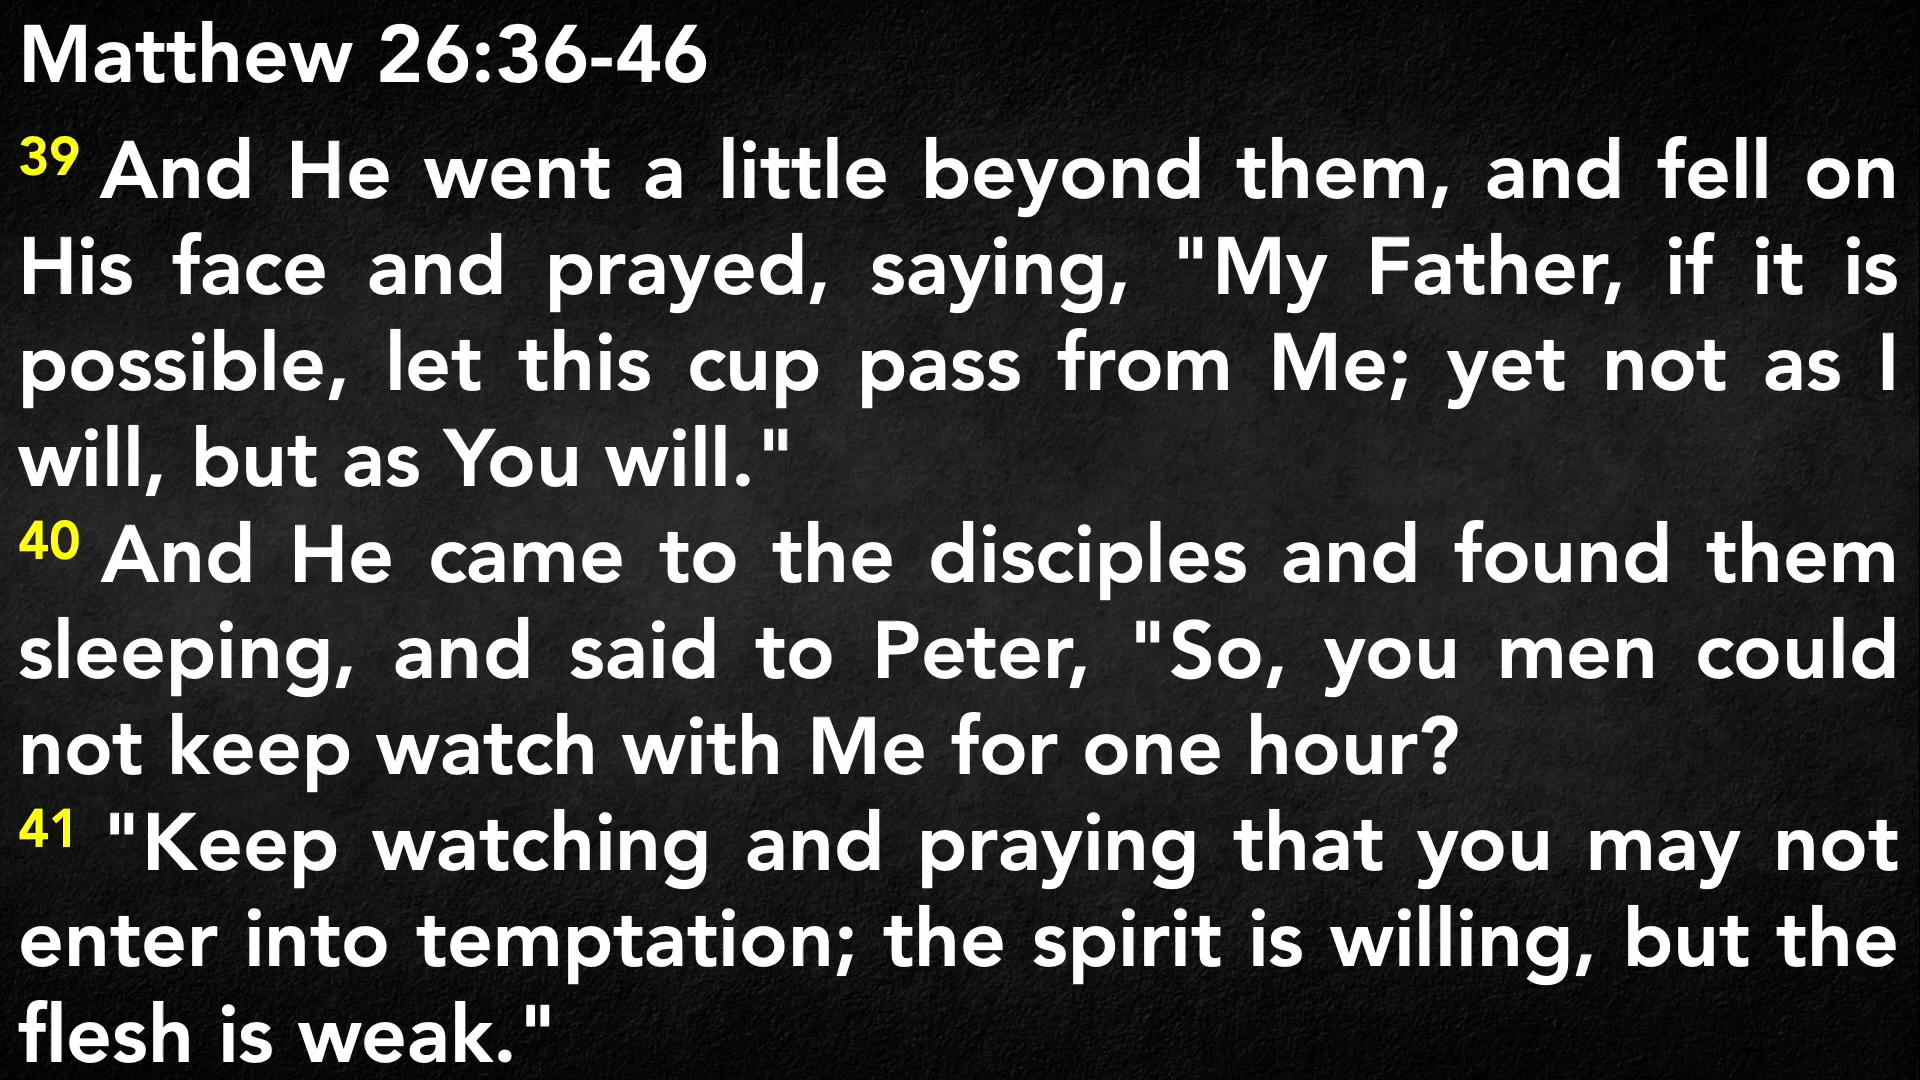 Matthew 26:36-46
39 And He went a little beyond them, and fell on
His face and prayed, saying, "My Father, if it is
possible, let this cup pass from Me; yet not as I
will, but as You will."
40 And He came to the disciples and found them
sleeping, and said to Peter, "So, you men could
not keep watch with Me for one hour?
41 "Keep watching and praying that you may not
enter into temptation; the spirit is willing, but the
flesh is weak."